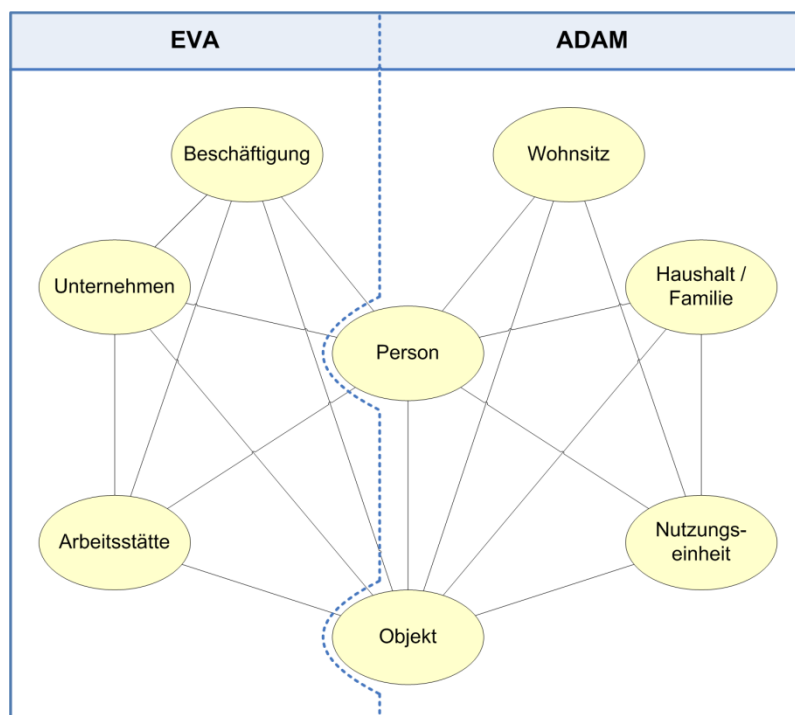 EVA
ADAM
Beschäftigung
Wohnsitz
Unternehmen
Haushalt /
Familie
Person
Arbeitsstätte
Nutzungs-
einheit
Objekt